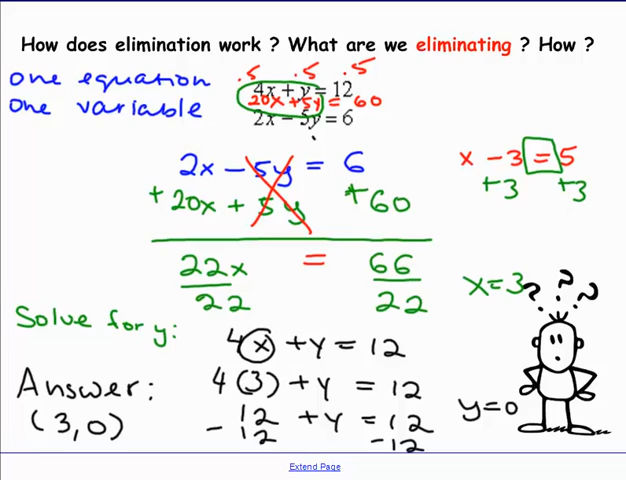 How does elimination work ? What are we eliminating ? How ?
one equation
one variable
.5 .5 .5
4x + y = 12
20x + 5y = 60
2x - 5y = 6
2x - 5y = 6
+ 20x + 5y + 60
22x = 66
22 22
x - 3 = 5
+3 +3
x = 3
? ? ?
Solve for y:
4x + y = 12
4(3) + y = 12
12 + y = 12
- 12 -12
y = 0
Answer:
(3,0)
Extend Page